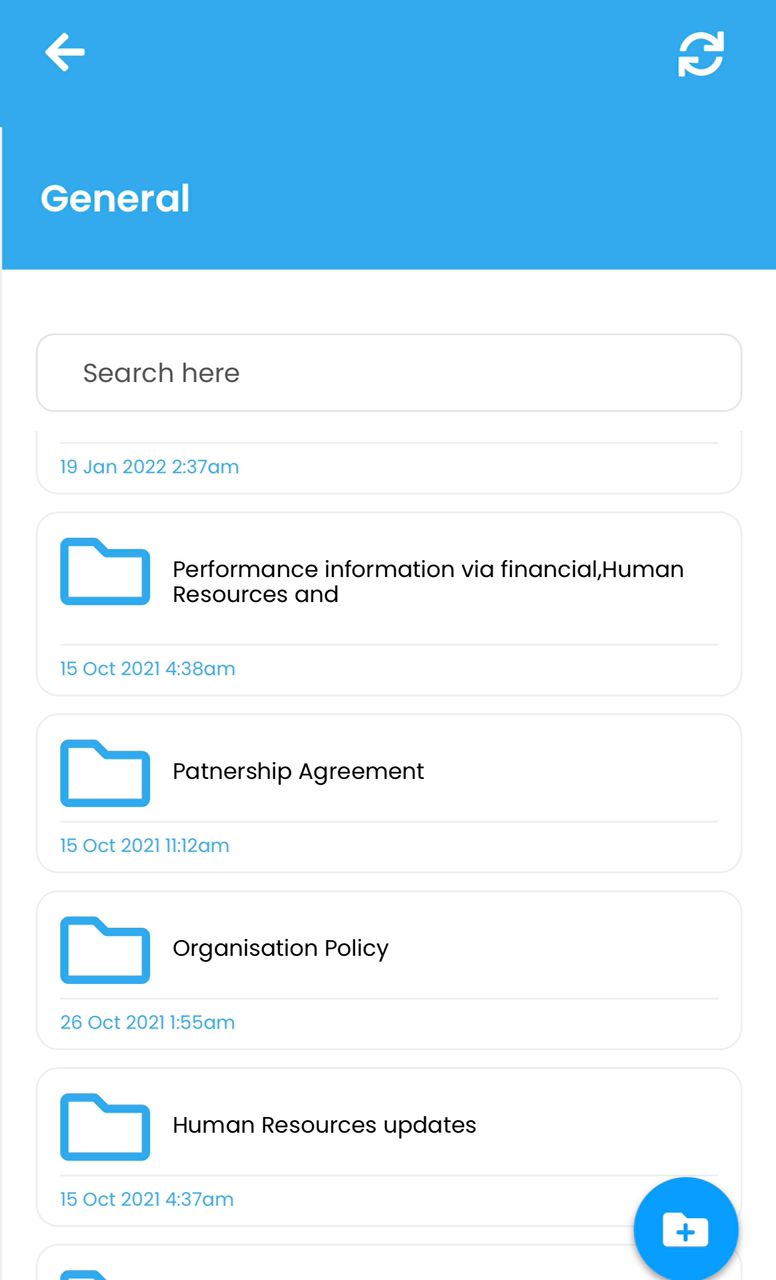 General
Search here
19 Jan 2022 2:37am
Performance information via financial,Human
Resources and
15 Oct 2021 4:38am
Patnership Agreement
15 Oct 2021 11:12am
Organisation Policy
26 Oct 2021 1:55am
Human Resources updates
15 Oct 2021 4:37am